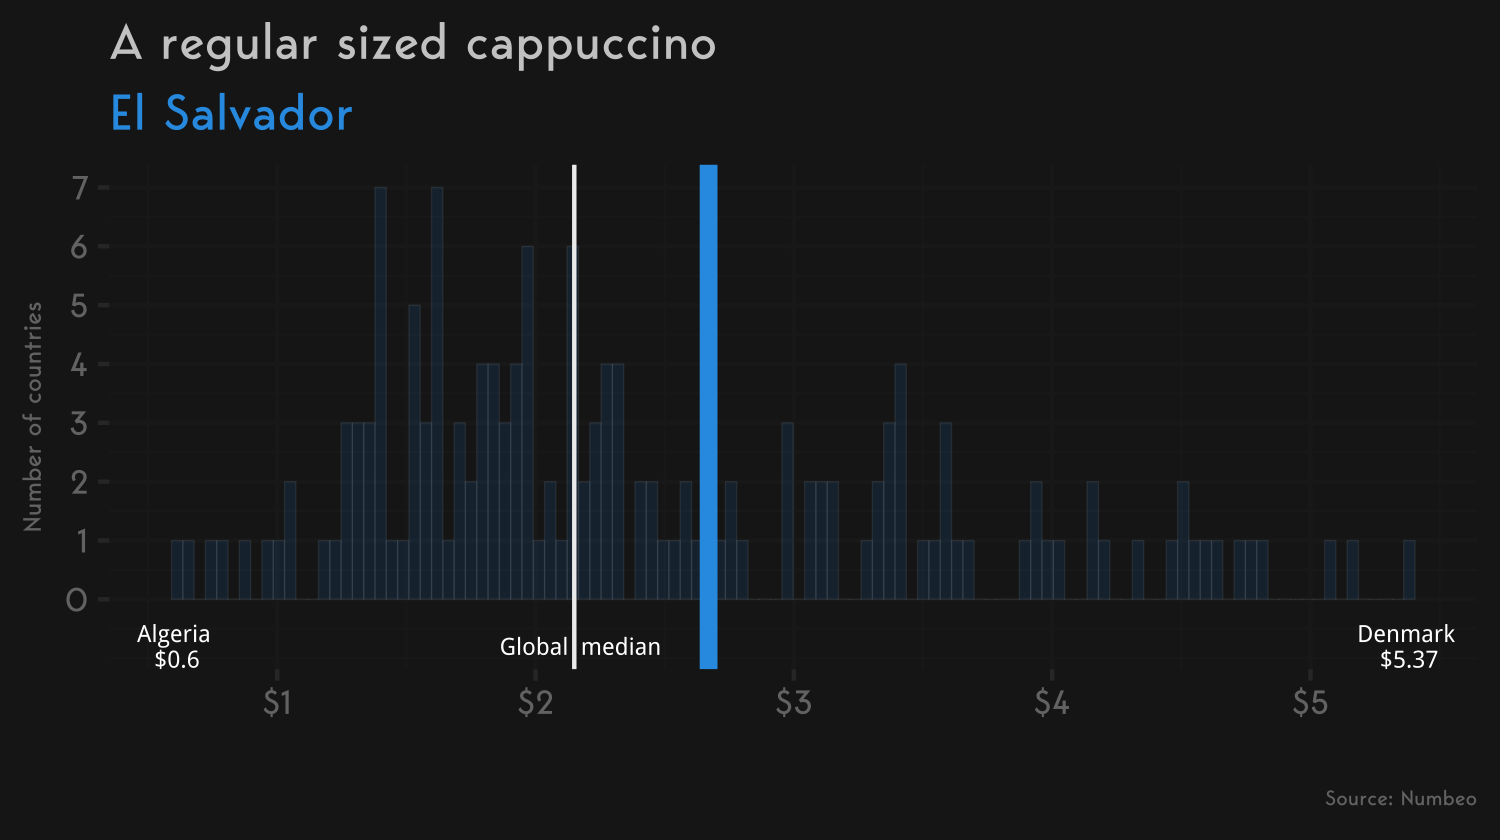 A regular sized cappuccino
El Salvador
Number of countries
7
6
5
4
3
2
1
0
Algeria
$0.6
Global median
Denmark
$5.37
$1
$2
$3
$4
$5
Source: Numbeo